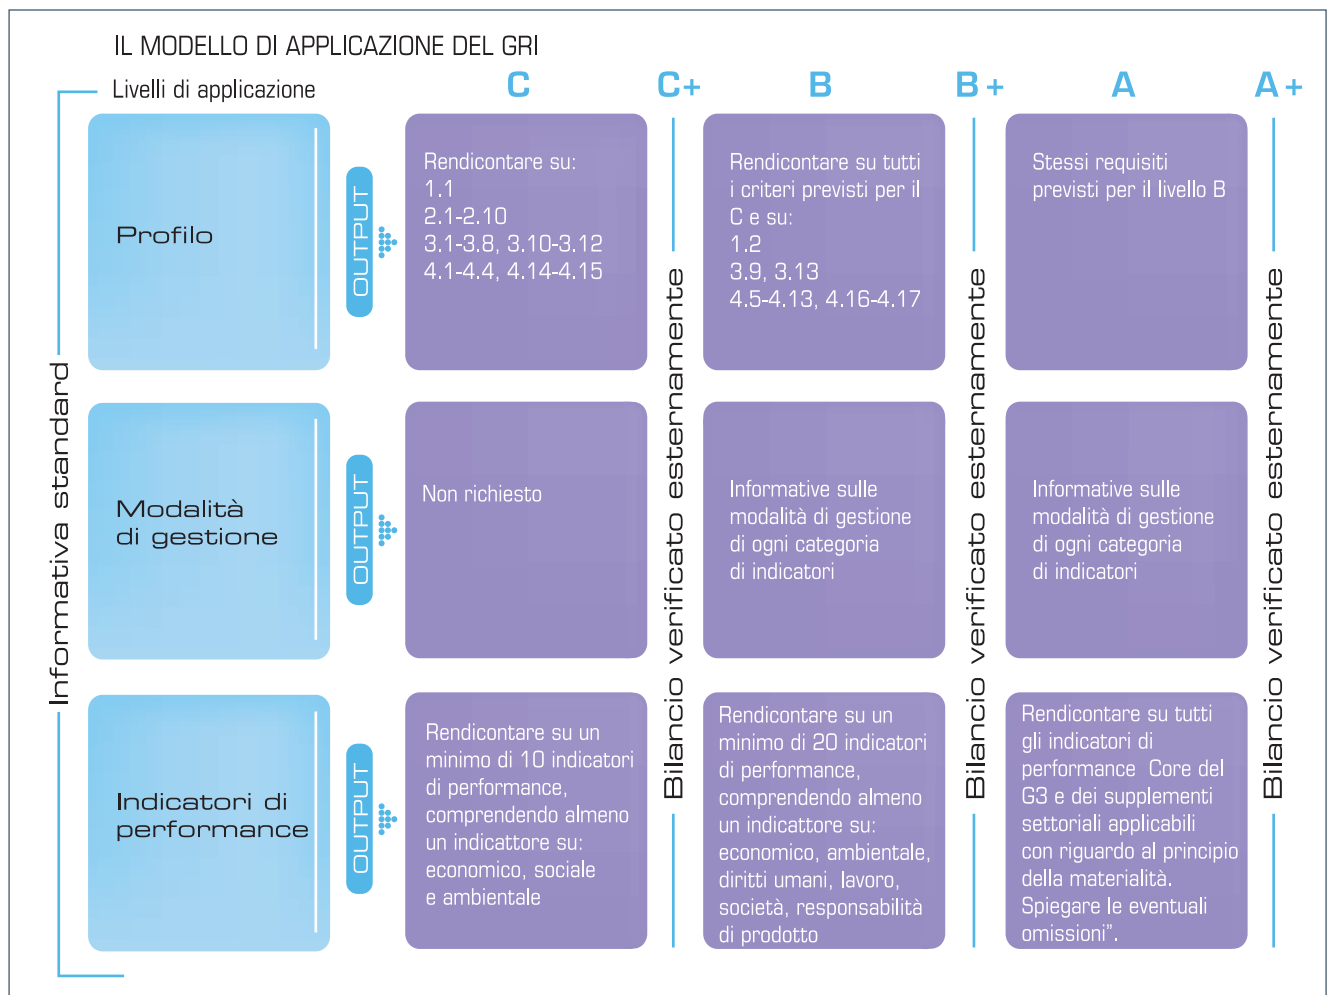 IL MODELLO DI APPLICAZIONE DEL GRI
Livelli di applicazione
C
C+
B
B+
A
A+
Informativa standard
Profilo
OUTPUT
Rendicontare su:
1.1
2.1-2.10
3.1-3.8, 3.10-3.12
4.1-4.4, 4.14-4.15
Bilancio verificato esternamente
Rendicontare su tutti
i criteri previsti per il
C e su:
1.2
3.9, 3.13
4.5-4.13, 4.16-4.17
Bilancio verificato esternamente
Stessi requisiti
previsti per il livello B
Bilancio verificato esternamente
Modalità
di gestione
OUTPUT
Non richiesto
Informative sulle
modalità di gestione
di ogni categoria
di indicatori
Informative sulle
modalità di gestione
di ogni categoria
di indicatori
Indicatori di
performance
OUTPUT
Rendicontare su un
minimo di 10 indicatori
di performance,
comprendendo almeno
un indicattore su:
economico, sociale
e ambientale
Rendicontare su un
minimo di 20 indicatori
di performance,
comprendendo almeno
un indicattore su:
economico, ambientale,
diritti umani, lavoro,
società, responsabilità
di prodotto
Rendicontare su tutti
gli indicatori di
performance Core del
G3 e dei supplementi
settoriali applicabili
con riguardo al principio
della materialità.
Spiegare le eventuali
omissioni”.